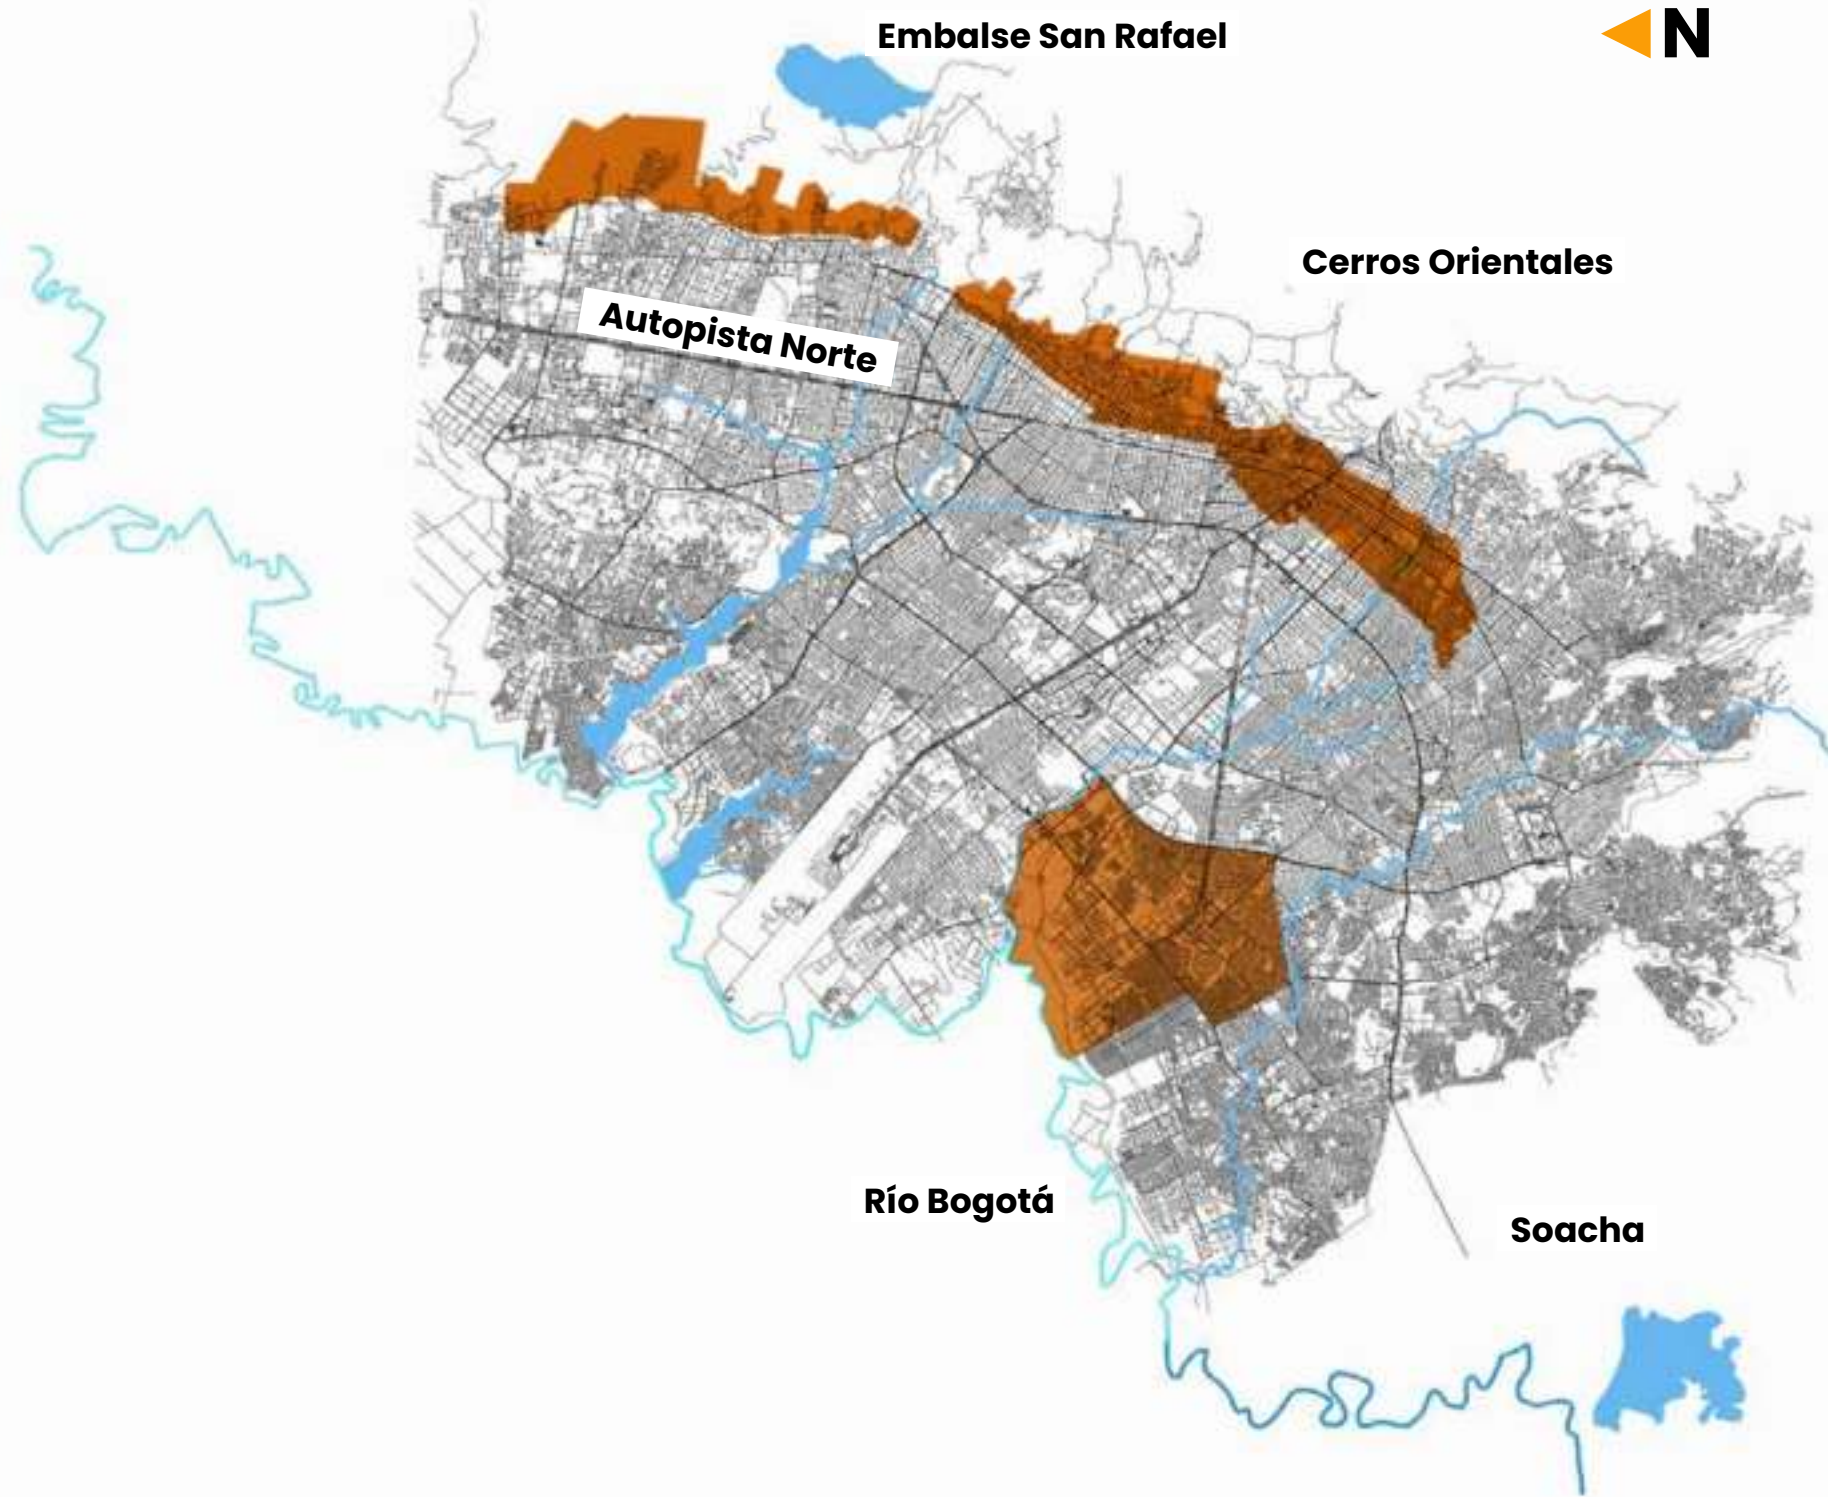 Embalse San Rafael
N
Cerros Orientales
Autopista Norte
Río Bogotá
Soacha